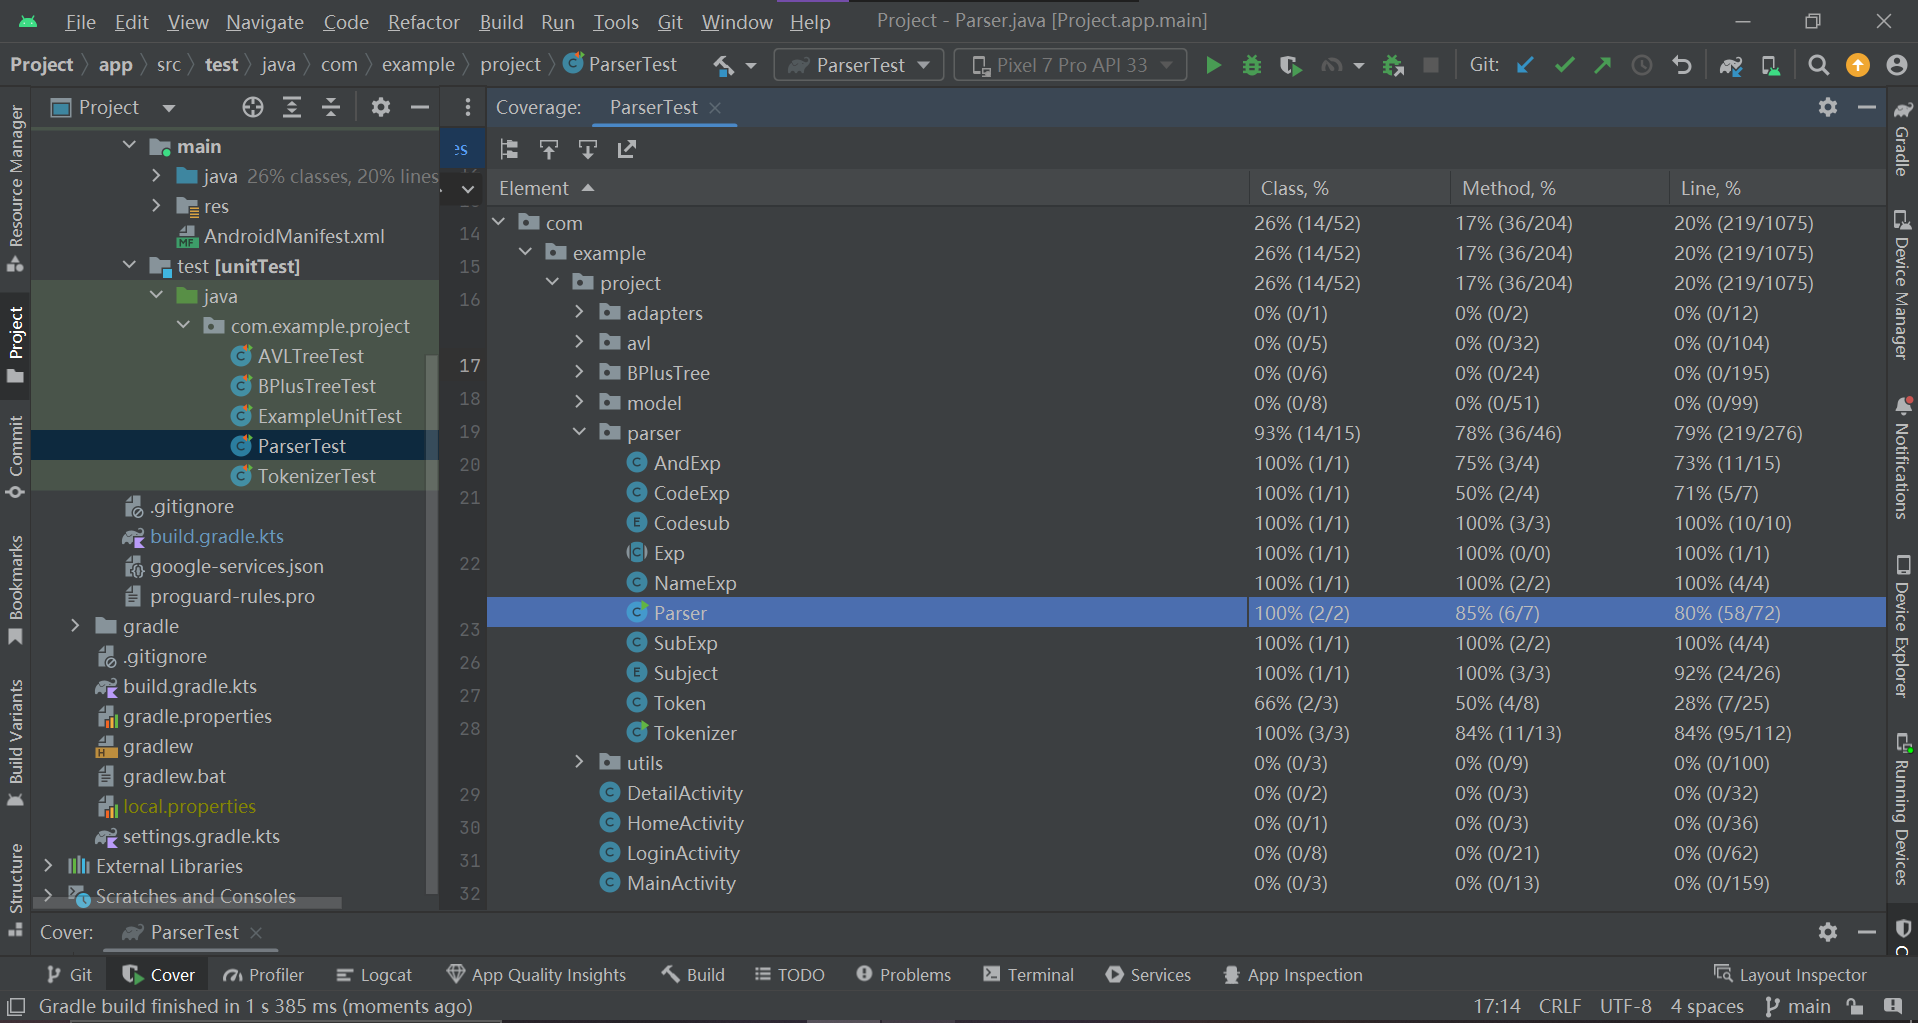 File Edit View Navigate Code Refactor Build Run Tools Git Window Help Project - Parser.java [Project.app.main]
Project app src test java com example project ParserTest ParserTest Pixel 7 Pro API 33 Git:
Project
Coverage: ParserTest
main
java 26% classes, 20% lines
res
AndroidManifest.xml
test [unitTest]
java
com.example.project
AVLTreeTest
BPlusTreeTest
ExampleUnitTest
ParserTest
TokenizerTest
.gitignore
build.gradle.kts
google-services.json
proguard-rules.pro
gradle
.gitignore
build.gradle.kts
gradle.properties
gradlew
gradlew.bat
local.properties
settings.gradle.kts
External Libraries
Scratches and Consoles
es
14
15
16
17
18
19
20
21
22
23
26
27
28
29
30
31
32
Element Class, % Method, % Line, %
com 26% (14/52) 17% (36/204) 20% (219/1075)
example 26% (14/52) 17% (36/204) 20% (219/1075)
project 26% (14/52) 17% (36/204) 20% (219/1075)
adapters 0% (0/1) 0% (0/2) 0% (0/12)
avl 0% (0/5) 0% (0/32) 0% (0/104)
BPlusTree 0% (0/6) 0% (0/24) 0% (0/195)
model 0% (0/8) 0% (0/51) 0% (0/99)
parser 93% (14/15) 78% (36/46) 79% (219/276)
AndExp 100% (1/1) 75% (3/4) 73% (11/15)
CodeExp 100% (1/1) 50% (2/4) 71% (5/7)
Codesub 100% (1/1) 100% (3/3) 100% (10/10)
Exp 100% (1/1) 100% (0/0) 100% (1/1)
NameExp 100% (1/1) 100% (2/2) 100% (4/4)
Parser 100% (2/2) 85% (6/7) 80% (58/72)
SubExp 100% (1/1) 100% (2/2) 100% (4/4)
Subject 100% (1/1) 100% (3/3) 92% (24/26)
Token 66% (2/3) 50% (4/8) 28% (7/25)
Tokenizer 100% (3/3) 84% (11/13) 84% (95/112)
utils 0% (0/3) 0% (0/9) 0% (0/100)
DetailActivity 0% (0/2) 0% (0/3) 0% (0/32)
HomeActivity 0% (0/1) 0% (0/3) 0% (0/36)
LoginActivity 0% (0/8) 0% (0/21) 0% (0/62)
MainActivity 0% (0/3) 0% (0/13) 0% (0/159)
Resource Manager
Project
Commit
Bookmarks
Build Variants
Structure
Gradle
Device Manager
Notifications
Device Explorer
Running Devices
Cover: ParserTest
Git Cover Profiler Logcat App Quality Insights Build TODO Problems Terminal Services App Inspection Layout Inspector
Gradle build finished in 1 s 385 ms (moments ago) 17:14 CRLF UTF-8 4 spaces main